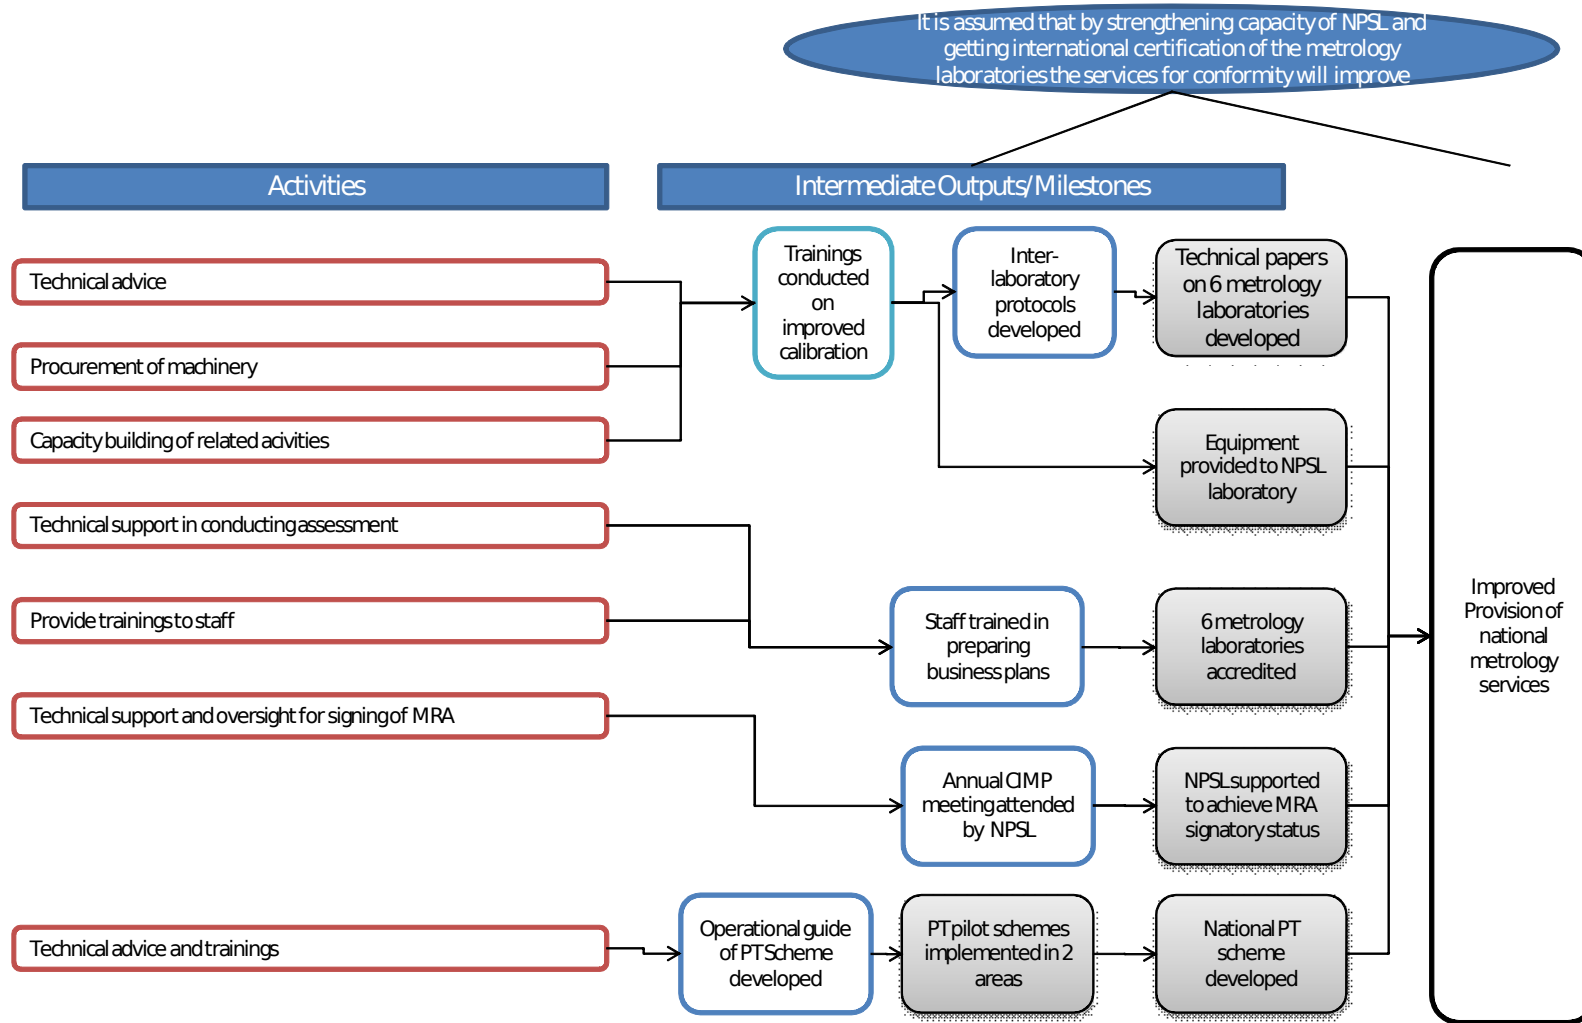 It is assumed that by strengthening capacity of NPSL and
getting international certification of the metrology
laboratories the services for conformity will improve
Activities
Intermediate Outputs/Milestones
Technical advice
Procurement of machinery
Capacity building of related acivities
Technical support in conducting assessment
Provide trainings to staff
Technical support and oversight for signing of MRA
Technical advice and trainings
Trainings
conducted
on
improved
calibration
Inter-
laboratory
protocols
developed
Technical papers
on 6 metrology
laboratories
developed
Equipment
provided to NPSL
laboratory
Staff trained in
preparing
business plans
6 metrology
laboratories
accredited
Annual CIMP
meeting attended
by NPSL
NPSL supported
to achieve MRA
signatory status
Operational guide
of PT Scheme
developed
PT pilot schemes
implemented in 2
areas
National PT
scheme
developed
Improved
Provision of
national
metrology
services